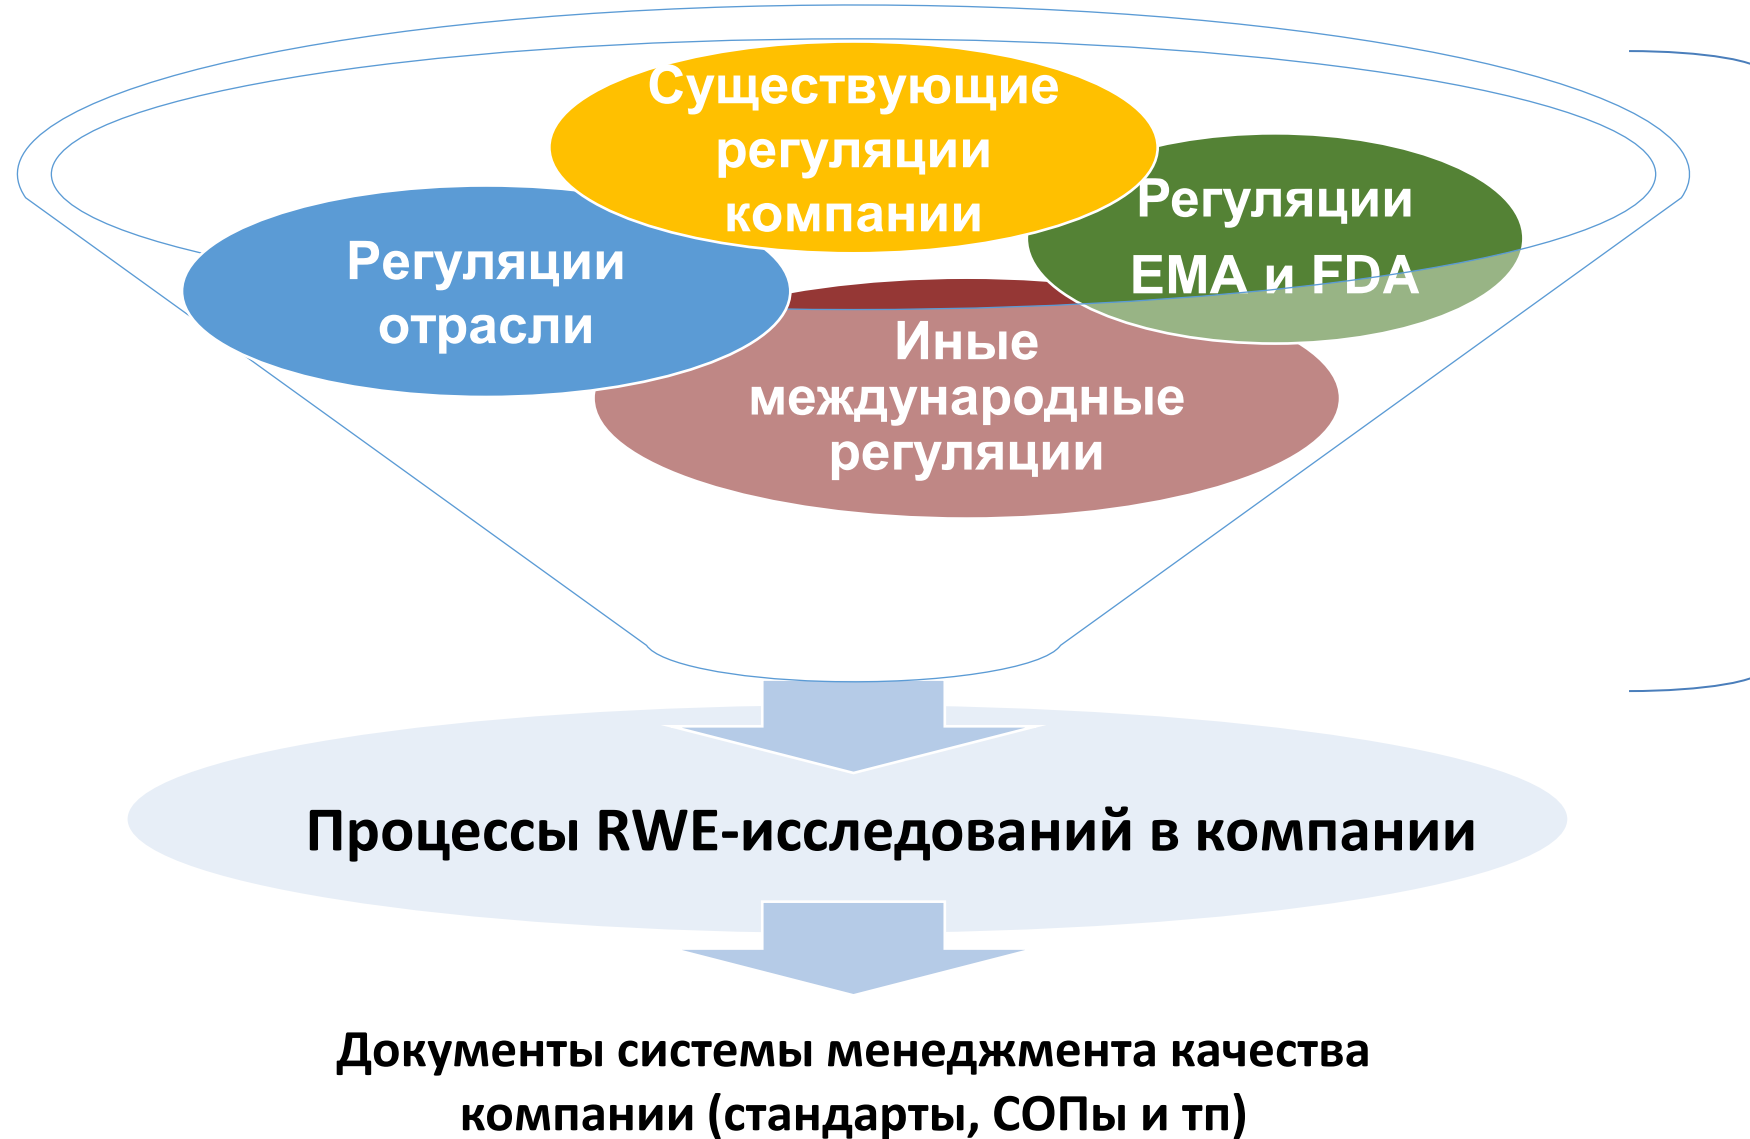 Существующие
регуляции
компании
Регуляции
EMA и FDA
Регуляции
отрасли
Иные
международные
регуляции
Процессы RWE-исследований в компании
Документы системы менеджмента качества
компании (стандарты, СОПы и тп)